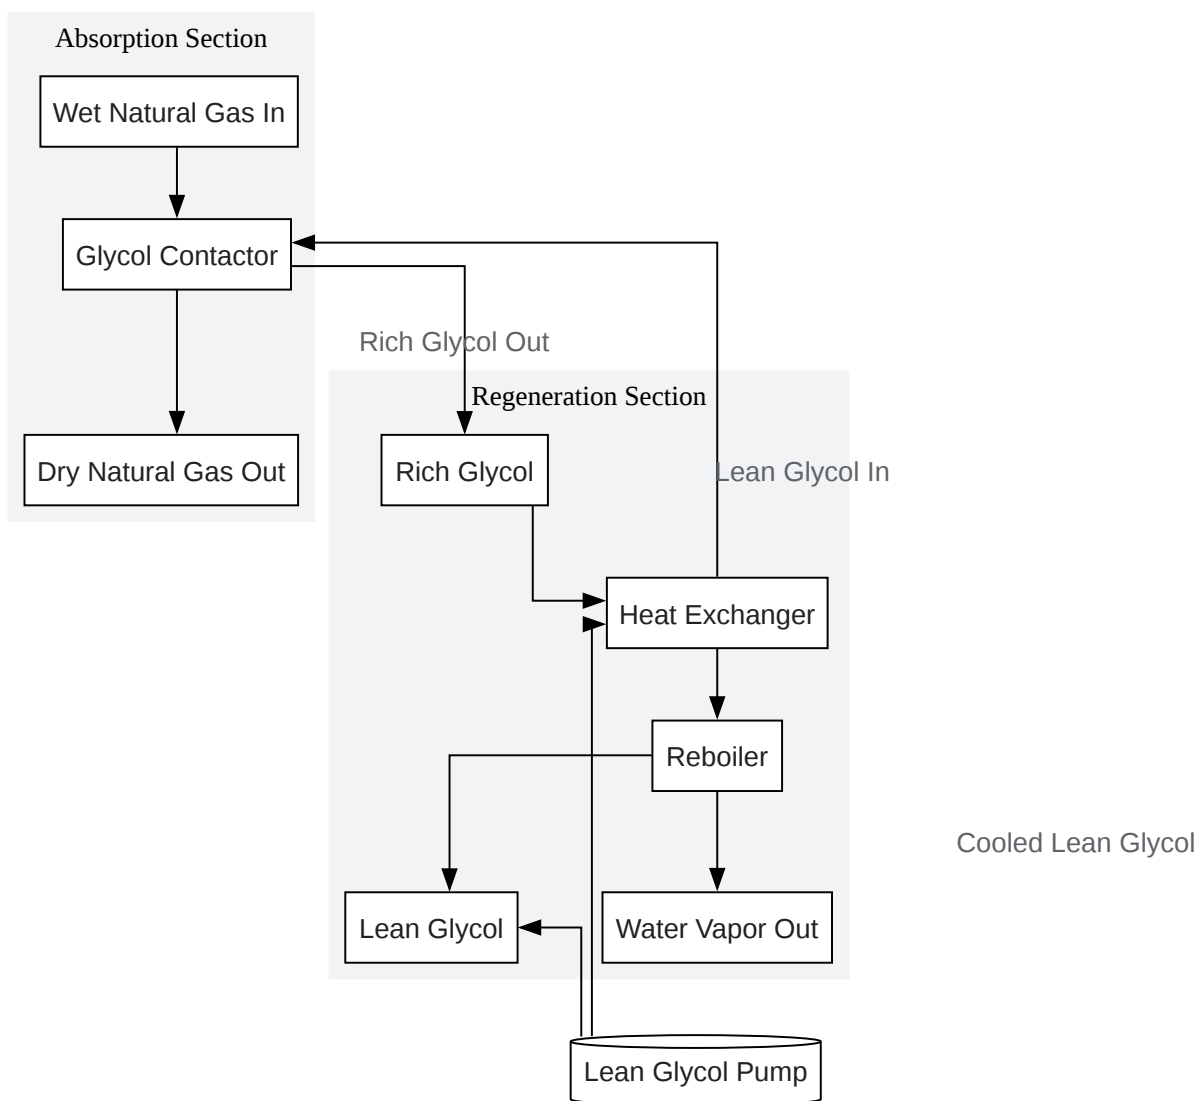 Absorption Section
Wet Natural Gas In
Glycol Contactor
Rich Glycol Out
Regeneration Section
Dry Natural Gas Out
Rich Glycol
Lean Glycol In
Heat Exchanger
Reboiler
Cooled Lean Glycol
Lean Glycol
Water Vapor Out
Lean Glycol Pump